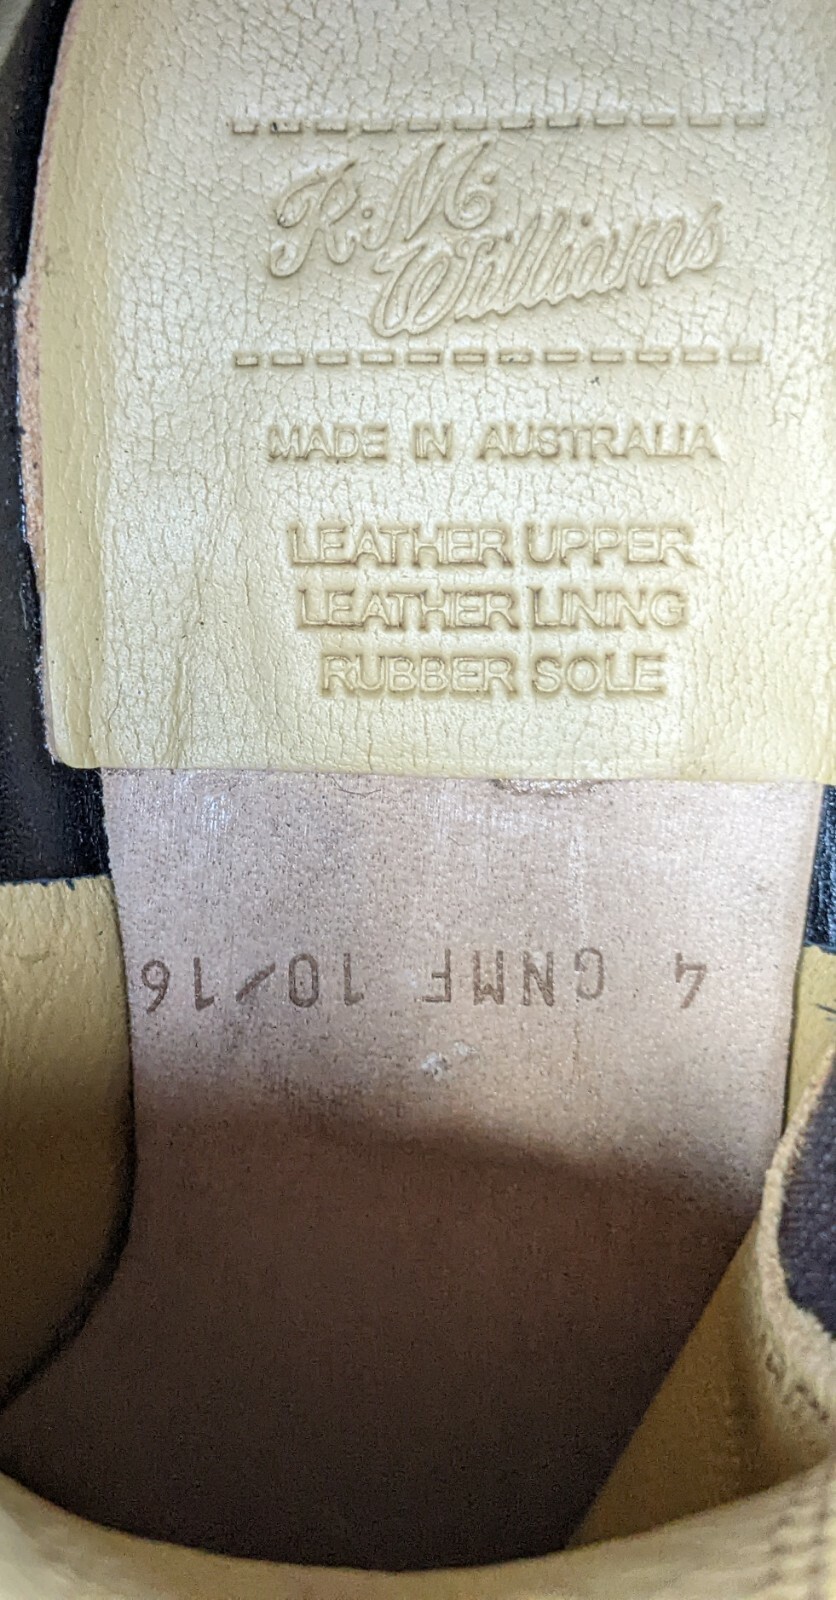 R.M.
Williams
MADE IN AUSTRALIA
LEATHER UPPER
LEATHER LINING
RUBBER SOLE
4 GNMF 10/16